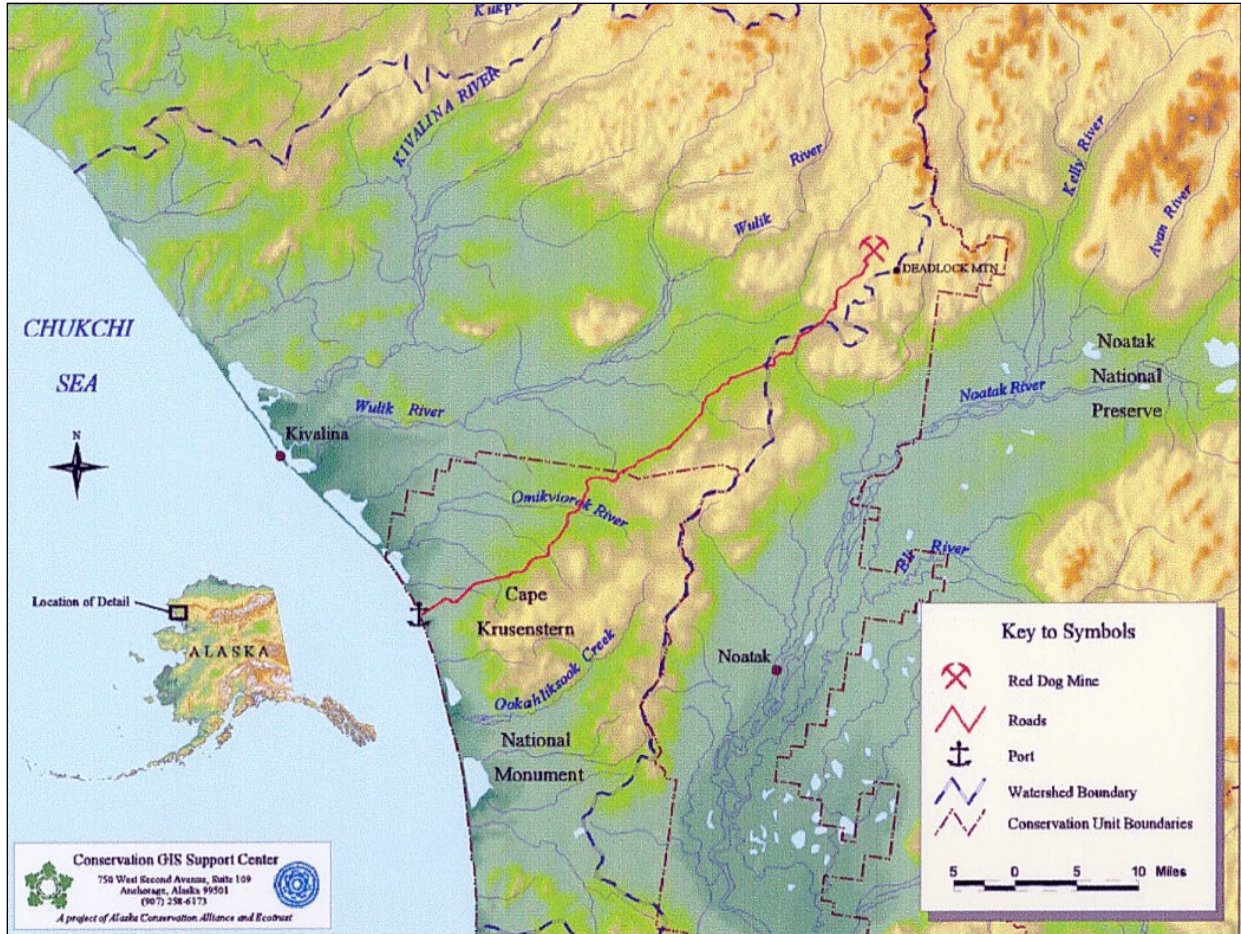 Kukp
KIVALINA RIVER
Wulik River
Kelly River
Avan River
DEADLOCK MTN
CHUKCHI
SEA
N
Noatak
National
Preserve
Noatak River
Wulik River
Kivalina
Omikviorok River
River
Location of Detail
ALASKA
Cape
Krusenstern
Noatak
Ookahliksook Creek
National
Monument
Key to Symbols
Red Dog Mine
Roads
Port
Watershed Boundary
Conservation Unit Boundaries
5 0 5 10 Miles
Conservation GIS Support Center
750 West Second Avenue, Suite 109
Anchorage, Alaska 99501
(907) 258-6173
A project of Alaska Conservation Alliance and Ecotrust